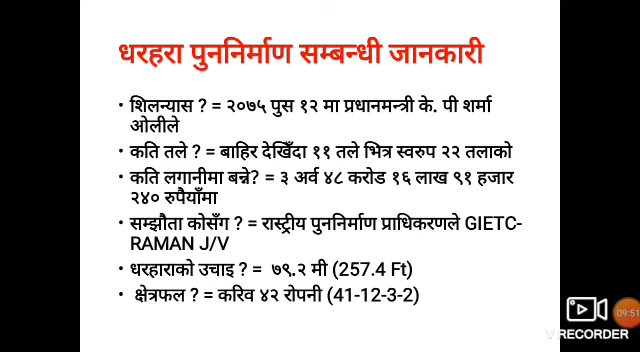 धरहरा पुननिर्माण सम्बन्धी जानकारी
• शिलन्यास ? = २०७५ पुस १२ मा प्रधानमन्त्री के. पी शर्मा
ओलीले
• कति तले ? = बाहिर देखिँदा ११ तले भित्र स्वरुप २२ तलाको
• कति लगानीमा बन्ने? = ३ अर्व ४८ करोड १६ लाख ९१ हजार
२४० रुपैयाँमा
• सम्झौता कोसँग ? = रास्ट्रीय पुननिर्माण प्राधिकरणले GIETC-
RAMAN J/V
• धरहाराको उचाइ ? = ७९.२ मी (257.4 Ft)
• क्षेत्रफल ? = करिव ४२ रोपनी (41-12-3-2)
09:51
V RECORDER